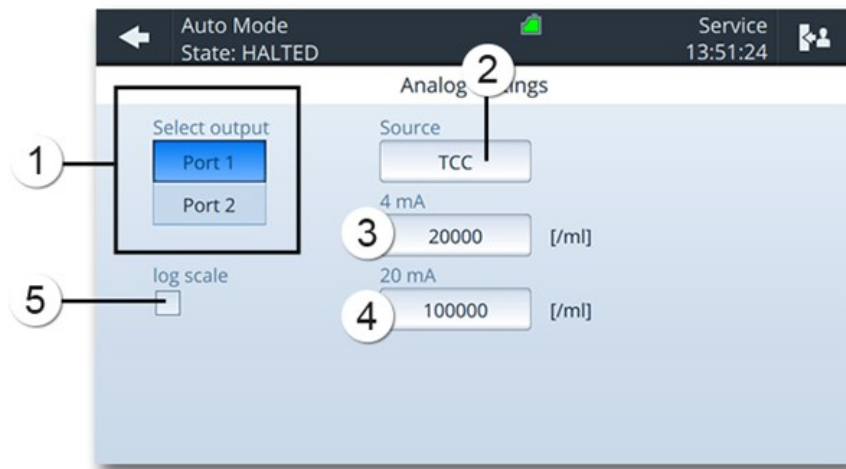 Auto Mode
State: HALTED
Service
13:51:24
Analog ngs
1
2
Select output
Port 1
Port 2
Source
TCC
4 mA
3
20000 [/ml]
log scale
5
20 mA
4
100000 [/ml]